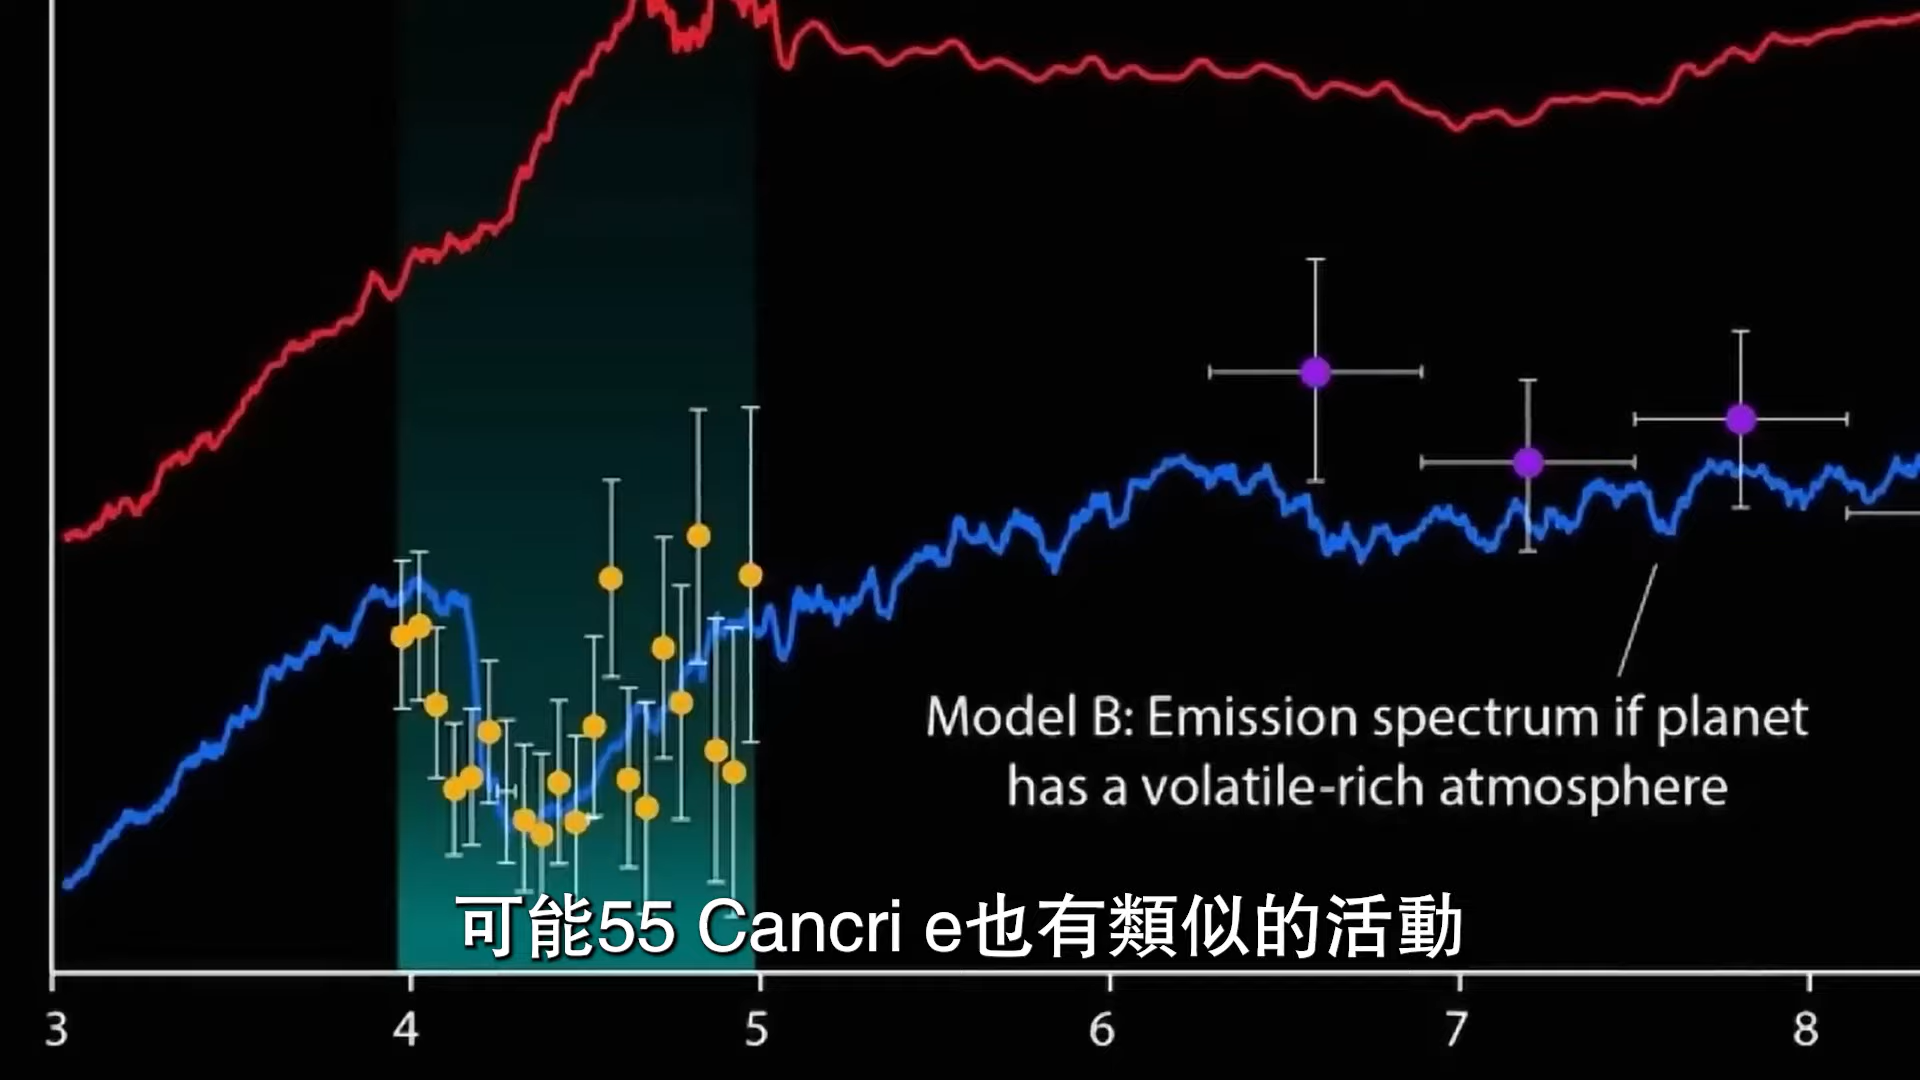 Model B: Emission spectrum if planet
has a volatile-rich atmosphere
可能55 Cancri e也有類似的活動
3 4 5 6 7 8